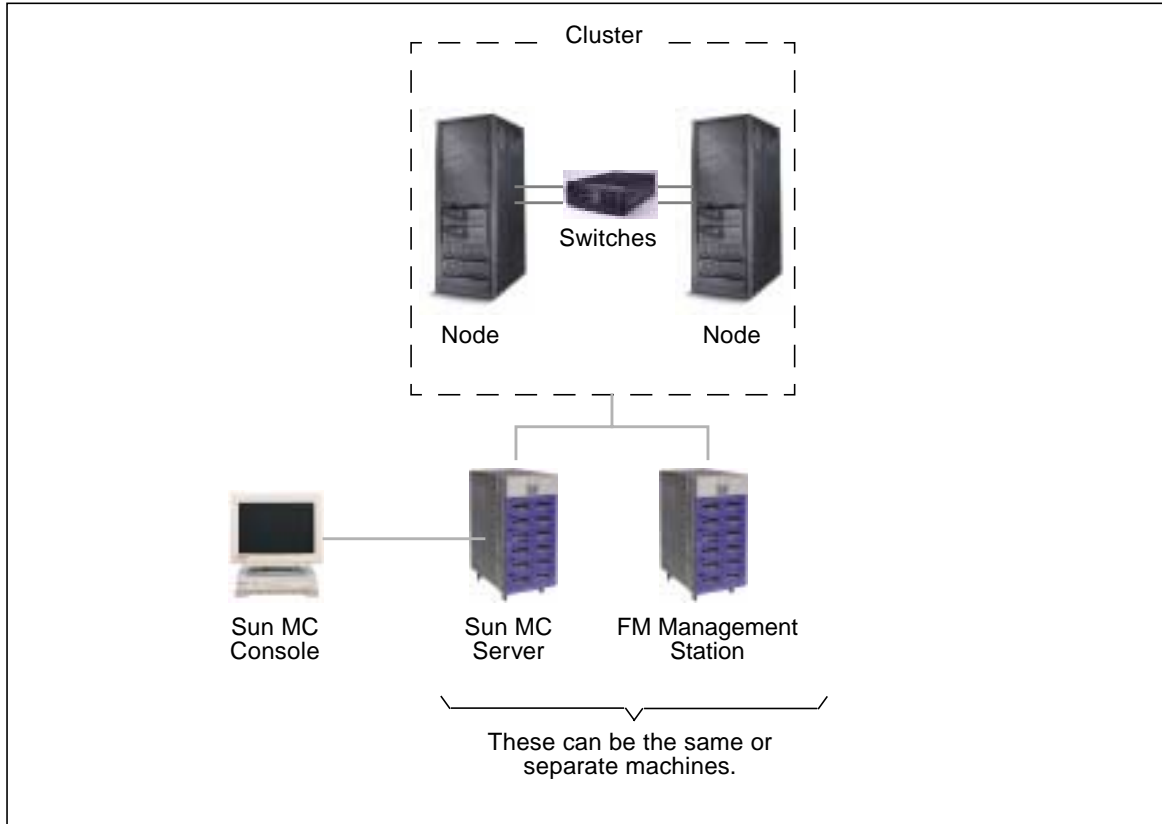 Cluster
Switches
Node
Node
Sun MC
Console
Sun MC
Server
FM Management
Station
These can be the same or
separate machines.